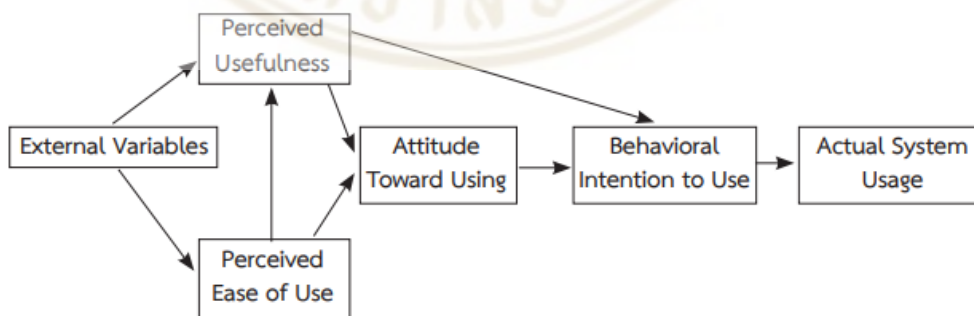 Perceived
Usefulness
External Variables
Attitude
Toward Using
Behavioral
Intention to Use
Actual System
Usage
Perceived
Ease of Use